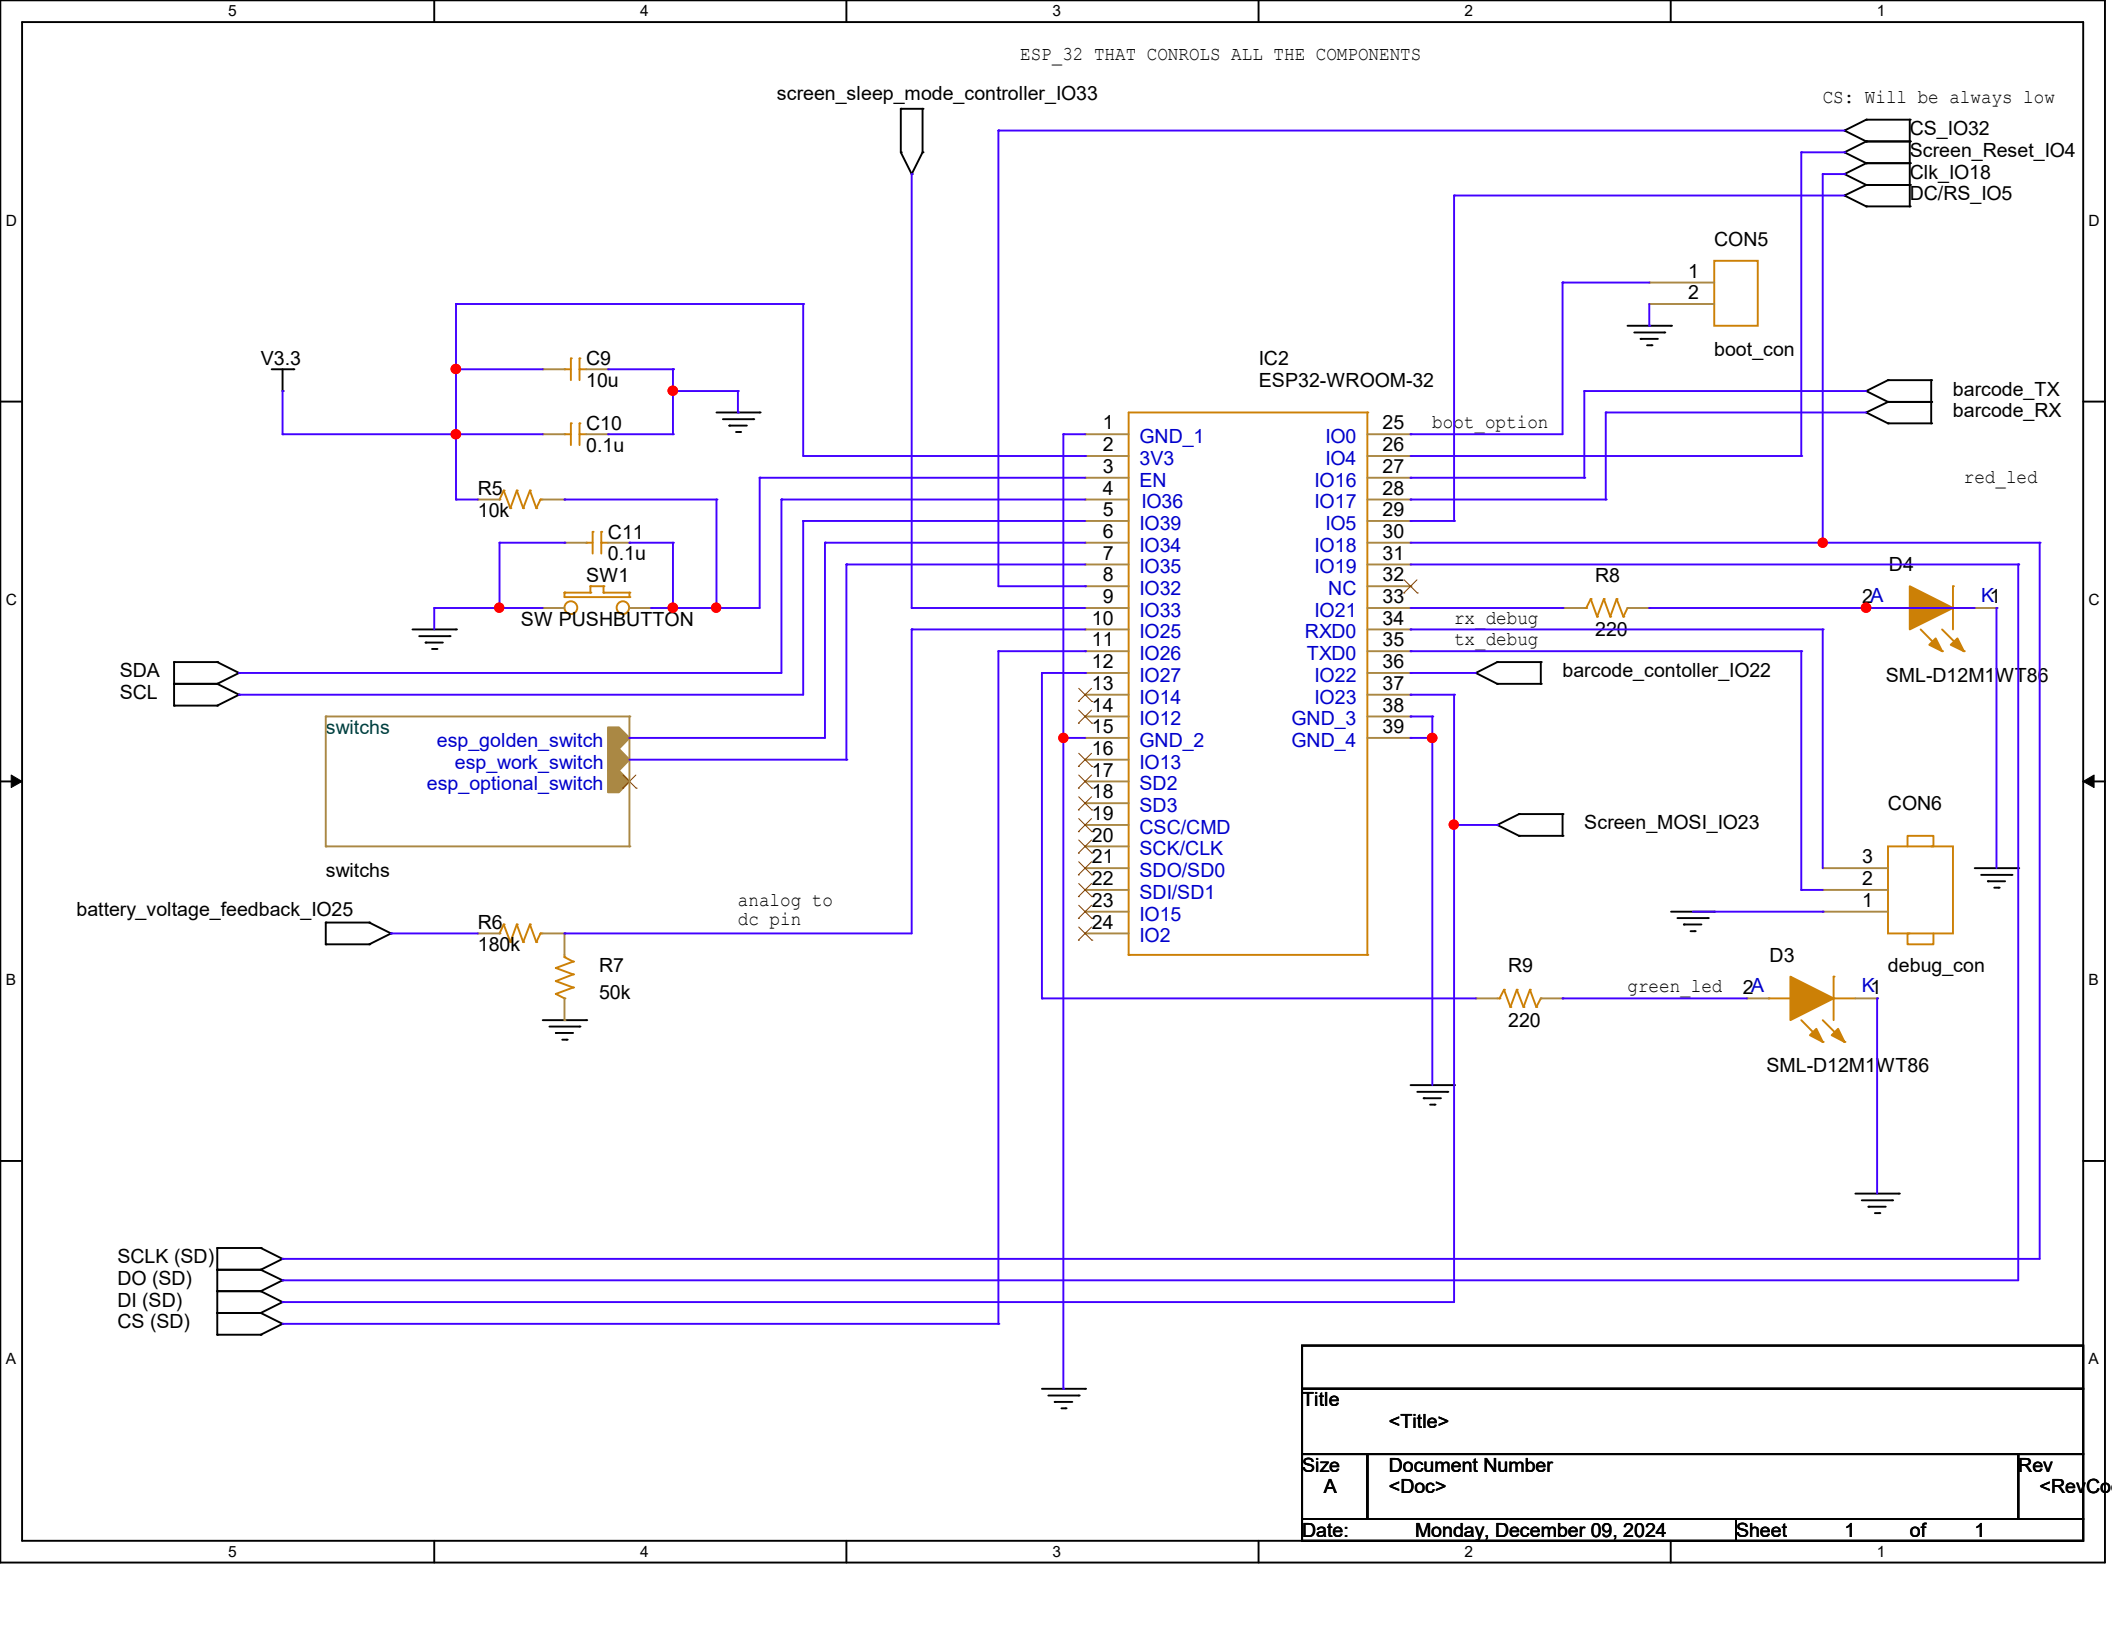 5 4 3 2 1
ESP_32 THAT CONROLS ALL THE COMPONENTS
screen_sleep_mode_controller_IO33
CS: Will be always low
CS_IO32
Screen_Reset_IO4
Clk_IO18
DC/RS_IO5
D D
CON5
1
2
boot_con
V3.3
C9
10u
C10
0.1u
R5
10k
C11
0.1u
SW1
SW PUSHBUTTON
IC2
ESP32-WROOM-32
1 GND_1
2 3V3
3 EN
4 IO36
5 IO39
6 IO34
7 IO35
8 IO32
9 IO33
10 IO25
11 IO26
12 IO27
13 IO14
14 IO12
15 GND_2
16 IO13
17 SD2
18 SD3
19 CSC/CMD
20 SCK/CLK
21 SDO/SD0
22 SDI/SD1
23 IO15
24 IO2
25 IO0 boot_option
26 IO4
27 IO16
28 IO17
29 IO5
30 IO18
31 IO19
32 NC
33 IO21
34 RXD0 rx_debug
35 TXD0 tx_debug
36 IO22
37 IO23
38 GND_3
39 GND_4
barcode_TX
barcode_RX
red_led
C C
R8
220
D4
2 A K 1
SML-D12M1WT86
barcode_contoller_IO22
SDA
SCL
switchs
esp_golden_switch
esp_work_switch
esp_optional_switch
switchs
Screen_MOSI_IO23
CON6
3
2
1
debug_con
battery_voltage_feedback_IO25
R6
180k
analog to
dc pin
R7
50k
B B
R9
220
green_led
D3
2 A K 1
SML-D12M1WT86
SCLK (SD)
DO (SD)
DI (SD)
CS (SD)
A A
Title
<Title>
Size
A
Document Number
<Doc>
Rev
<RevCo
Date: Monday, December 09, 2024 Sheet 1 of 1
5 4 3 2 1